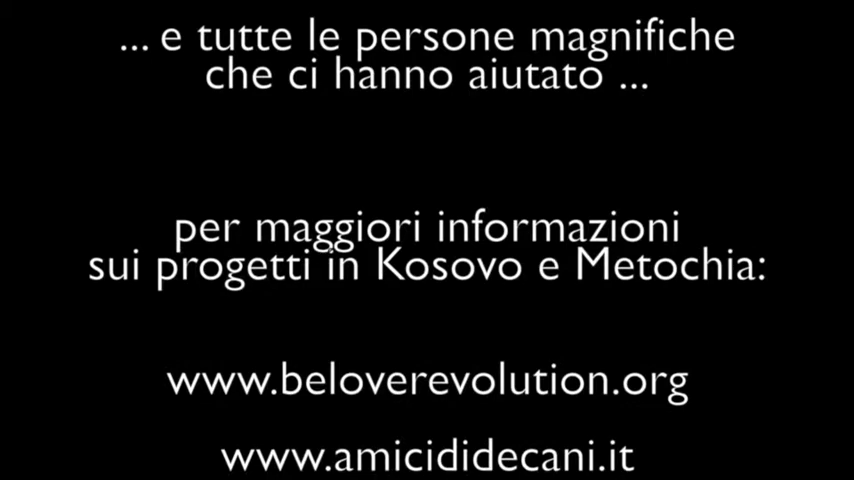 ... e tutte le persone magnifiche
che ci hanno aiutato ...
per maggiori informazioni
sui progetti in Kosovo e Metochia:
www.beloverevolution.org
www.amicididecani.it